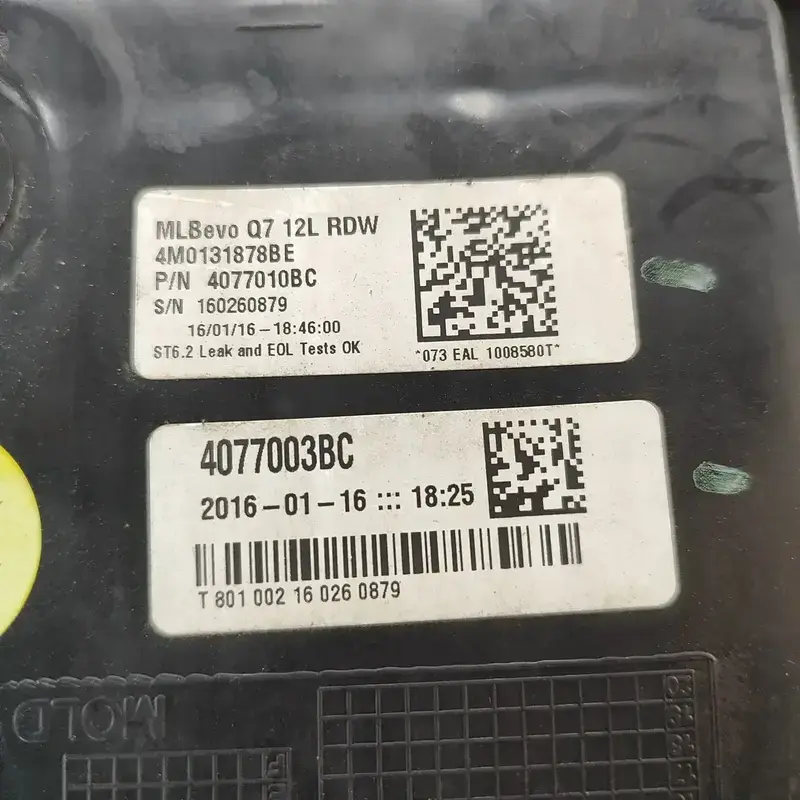 MLBevo Q7 12L RDW
4M0131878BE
P/N 4077010BC
S/N 160260879
16/01/16-18:46:00
ST6.2 Leak and EOL Tests OK
*073 EAL 1008580T*
4077003BC
2016-01-16 ::: 18:25
T 801 002 16 026 0879
MOLD